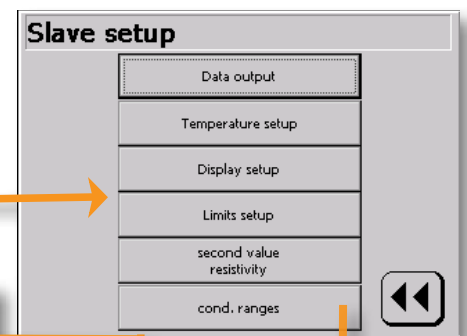 Slave setup
Data output
Temperature setup
Display setup
Limits setup
second value
resistivity
cond. ranges